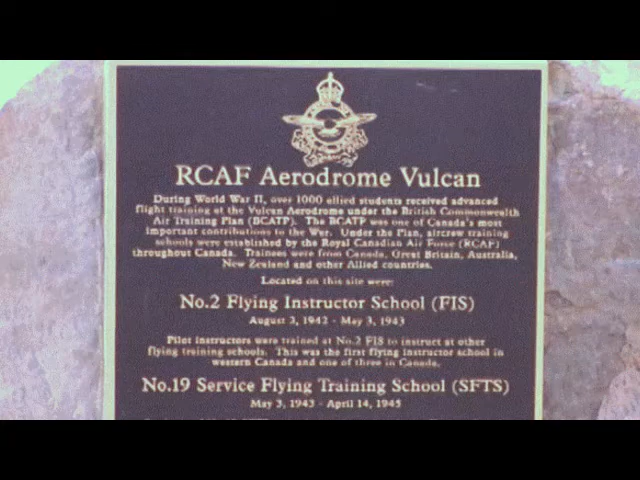 RCAF Aerodrome Vulcan
During World War II, over 1000 allied students received advanced
flight training at the Vulcan Aerodrome under the British Commonwealth
Air Training Plan (BCATP). The BCATP was one of Canada's most
important contributions to the War. Under the Plan, aircrew training
schools were established by the Royal Canadian Air Force (RCAF)
throughout Canada. Trainees were from Canada, Great Britain, Australia,
New Zealand and other Allied countries.
Located on this site were:
No.2 Flying Instructor School (FIS)
August 3, 1942 - May 3, 1943
Pilot instructors were trained at No.2 FIS to instruct at other
flying training schools. This was the first flying instructor school in
western Canada and one of three in Canada.
No.19 Service Flying Training School (SFTS)
May 3, 1943 - April 14, 1945